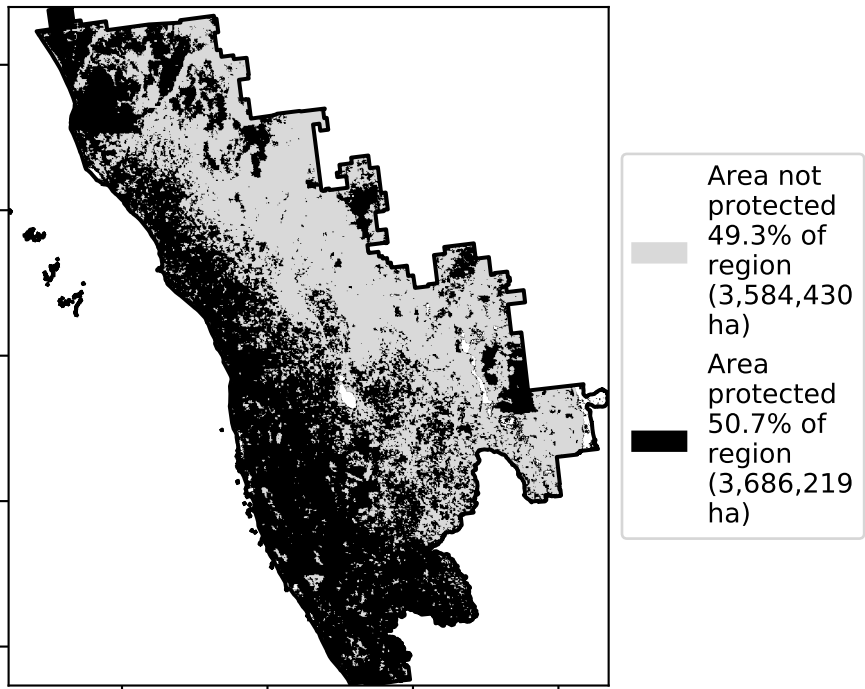 Area not
protected
49.3% of
region
(3,584,430
ha)
Area
protected
50.7% of
region
(3,686,219
ha)